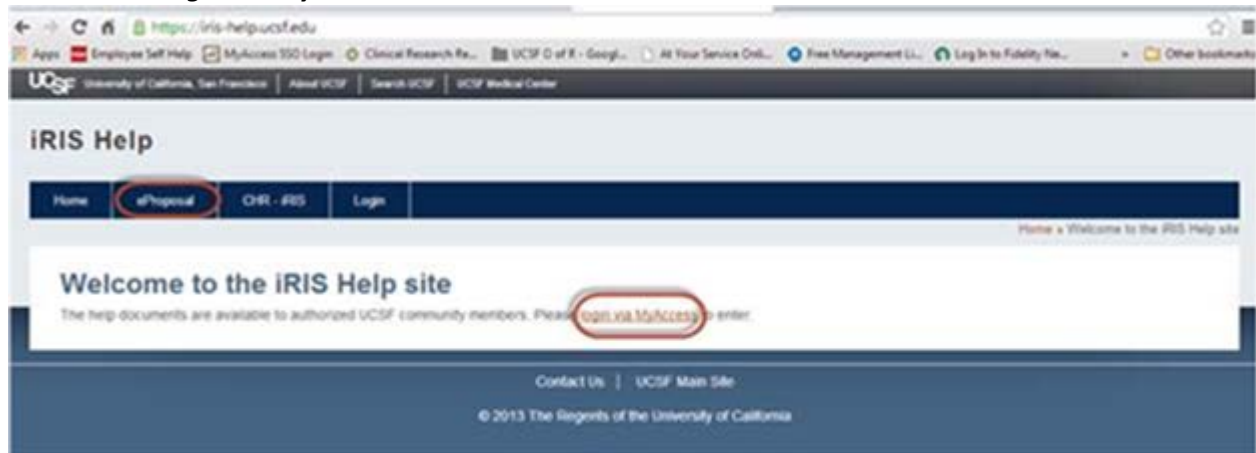 https://iris-help.ucsf.edu
Apps Employee Self Help MyAccess SSO Login Clinical Research Re... UCSF D of R - Googl... At Your Service Onli... Free Management Li... Log In to Fidelity Ne... » Other bookmarks
UCSF University of California, San Francisco | About UCSF | Search UCSF | UCSF Medical Center
iRIS Help
Home eProposal CHR - iRIS Login
Home » Welcome to the iRIS Help site
Welcome to the iRIS Help site
The help documents are available to authorized UCSF community members. Please login via MyAccess to enter.
Contact Us | UCSF Main Site
© 2013 The Regents of the University of California